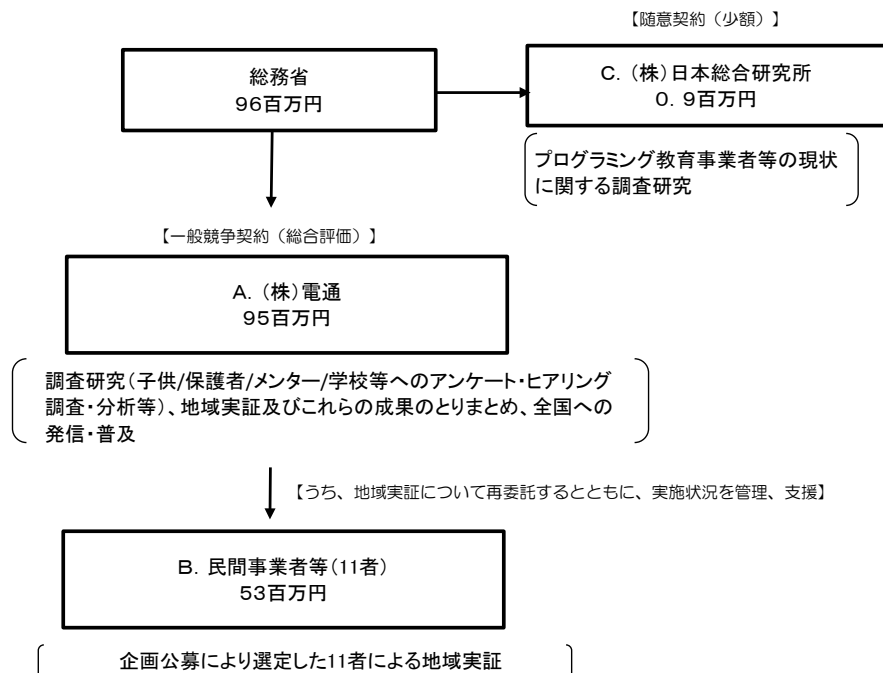 【随意契約（少額）】
総務省
96百万円
C．（株）日本総合研究所
０．９百万円
プログラミング教育事業者等の現状
に関する調査研究
【一般競争契約（総合評価）】
A．（株）電通
95百万円
調査研究（子供/保護者/メンター/学校等へのアンケート・ヒアリング
調査・分析等）、地域実証及びこれらの成果のとりまとめ、全国への
発信・普及
【うち、地域実証について再委託するとともに、実施状況を管理、支援】
B．民間事業者等（11者）
53百万円
企画公募により選定した11者による地域実証